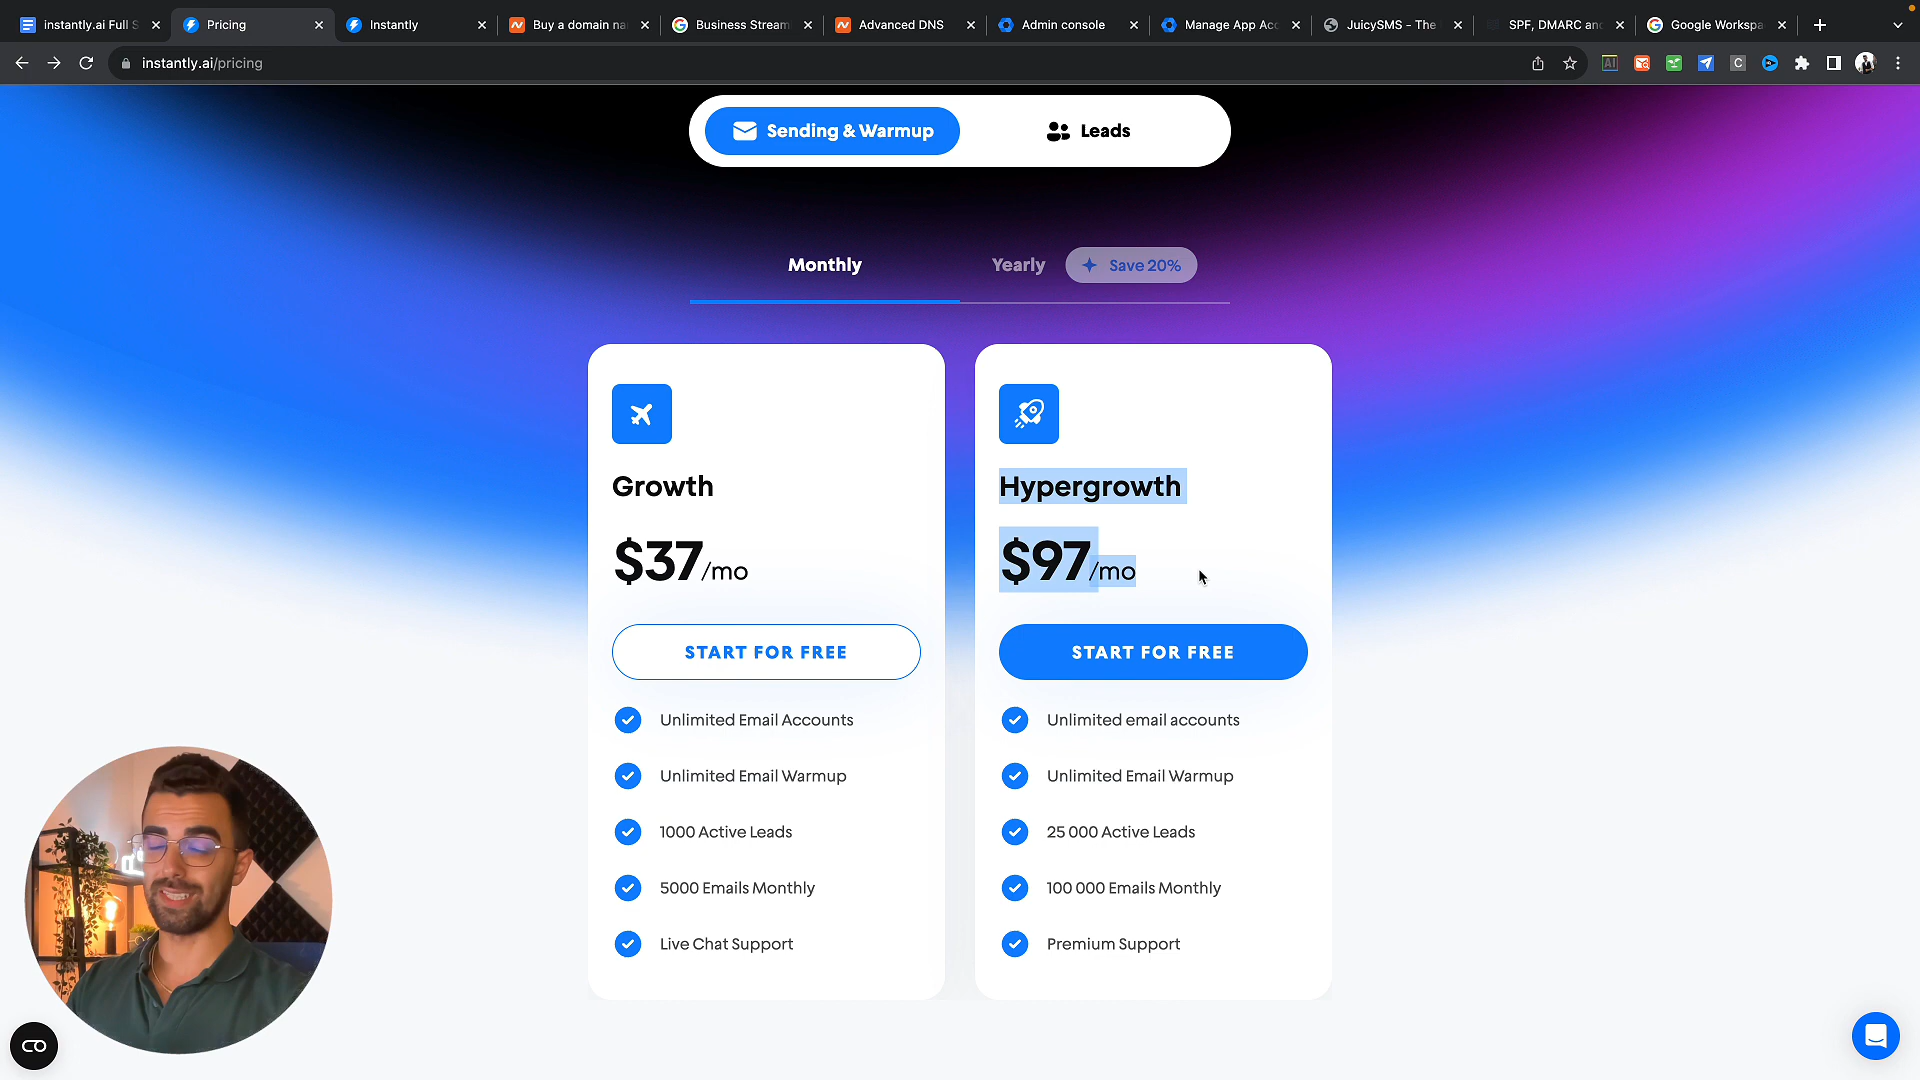 instantly.ai Full S
Pricing
Instantly
Buy a domain na
Business Stream
Advanced DNS
Admin console
Manage App Acc
JuicySMS - The
SPF, DMARC and
Google Workspa
instantly.ai/pricing
AI
C
Sending & Warmup
Leads
Monthly
Yearly
Save 20%
Growth
$37/mo
START FOR FREE
Unlimited Email Accounts
Unlimited Email Warmup
1000 Active Leads
5000 Emails Monthly
Live Chat Support
Hypergrowth
$97/mo
START FOR FREE
Unlimited email accounts
Unlimited Email Warmup
25 000 Active Leads
100 000 Emails Monthly
Premium Support